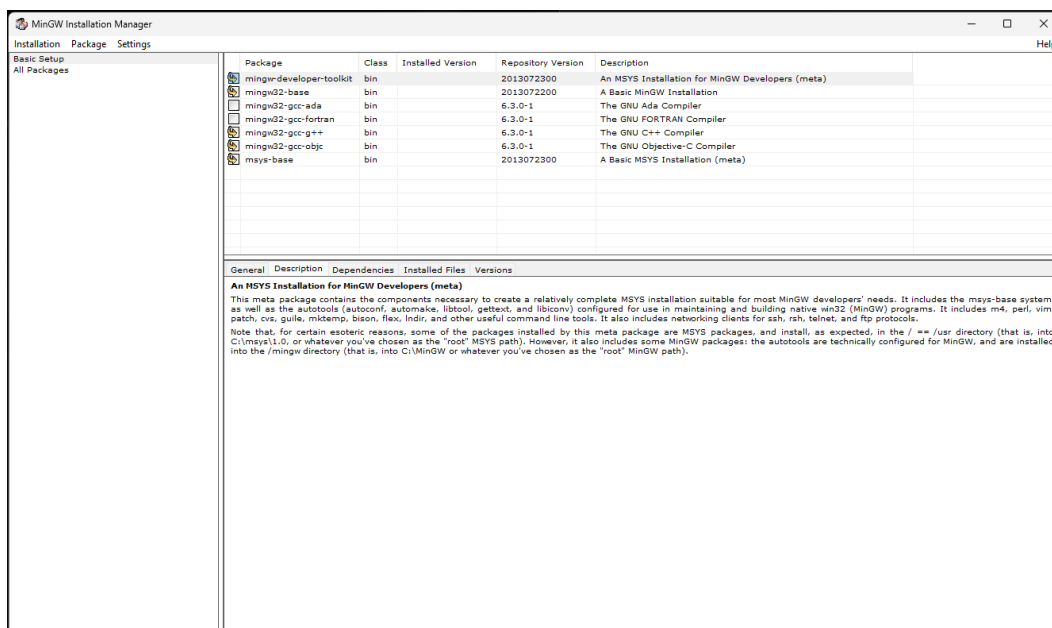 MinGW Installation Manager
Installation Package Settings Help
Basic Setup
All Packages
Package Class Installed Version Repository Version Description
mingw-developer-toolkit bin 2013072300 An MSYS Installation for MinGW Developers (meta)
mingw32-base bin 2013072200 A Basic MinGW Installation
mingw32-gcc-ada bin 6.3.0-1 The GNU Ada Compiler
mingw32-gcc-fortran bin 6.3.0-1 The GNU FORTRAN Compiler
mingw32-gcc-g++ bin 6.3.0-1 The GNU C++ Compiler
mingw32-gcc-objc bin 6.3.0-1 The GNU Objective-C Compiler
msys-base bin 2013072300 A Basic MSYS Installation (meta)
General Description Dependencies Installed Files Versions
An MSYS Installation for MinGW Developers (meta)
This meta package contains the components necessary to create a relatively complete MSYS installation suitable for most MinGW developers' needs. It includes the msys-base system,
as well as the autotools (autoconf, automake, libtool, gettext, and libiconv) configured for use in maintaining and building native win32 (MinGW) programs. It includes m4, perl, vim,
patch, cvs, guile, mktemp, bison, flex, lndir, and other useful command line tools. It also includes networking clients for ssh, rsh, telnet, and ftp protocols.
Note that, for certain esoteric reasons, some of the packages installed by this meta package are MSYS packages, and install, as expected, in the / == /usr directory (that is, into
C:\msys\1.0, or whatever you've chosen as the "root" MSYS path). However, it also includes some MinGW packages: the autotools are technically configured for MinGW, and are installed
into the /mingw directory (that is, into C:\MinGW or whatever you've chosen as the "root" MinGW path).